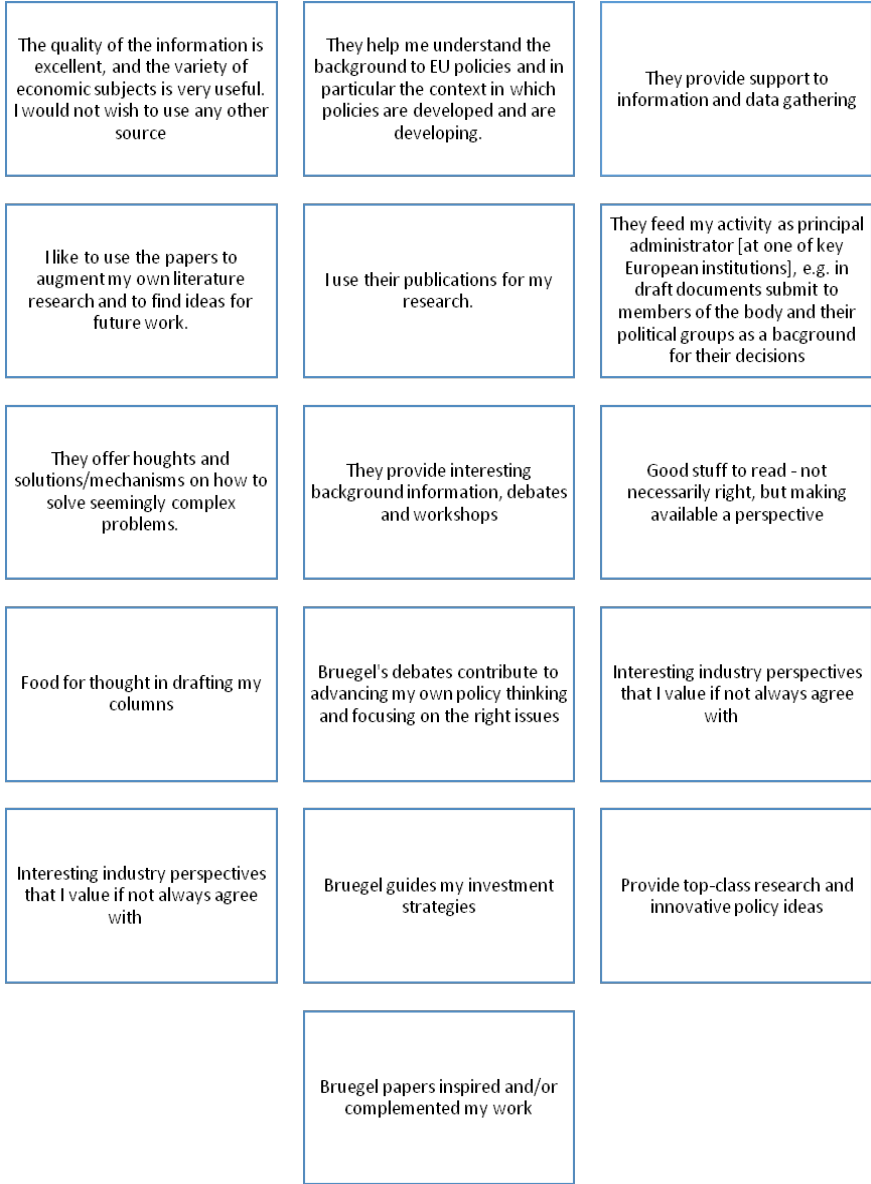 The quality of the information is
excellent, and the variety of
economic subjects is very useful.
I would not wish to use any other
source
They help me understand the
background to EU policies and in
particular the context in which
policies are developed and are
developing.
They provide support to
information and data gathering
I like to use the papers to
augment my own literature
research and to find ideas for
future work.
I use their publications for my
research.
They feed my activity as principal
administrator [at one of key
European institutions], e.g. in
draft documents submit to
members of the body and their
political groups as a bacground
for their decisions
They offer houghts and
solutions/mechanisms on how to
solve seemingly complex
problems.
They provide interesting
background information, debates
and workshops
Good stuff to read - not
necessarily right, but making
available a perspective
Food for thought in drafting my
columns
Bruegel's debates contribute to
advancing my own policy thinking
and focusing on the right issues
Interesting industry perspectives
that I value if not always agree
with
Interesting industry perspectives
that I value if not always agree
with
Bruegel guides my investment
strategies
Provide top-class research and
innovative policy ideas
Bruegel papers inspired and/or
complemented my work